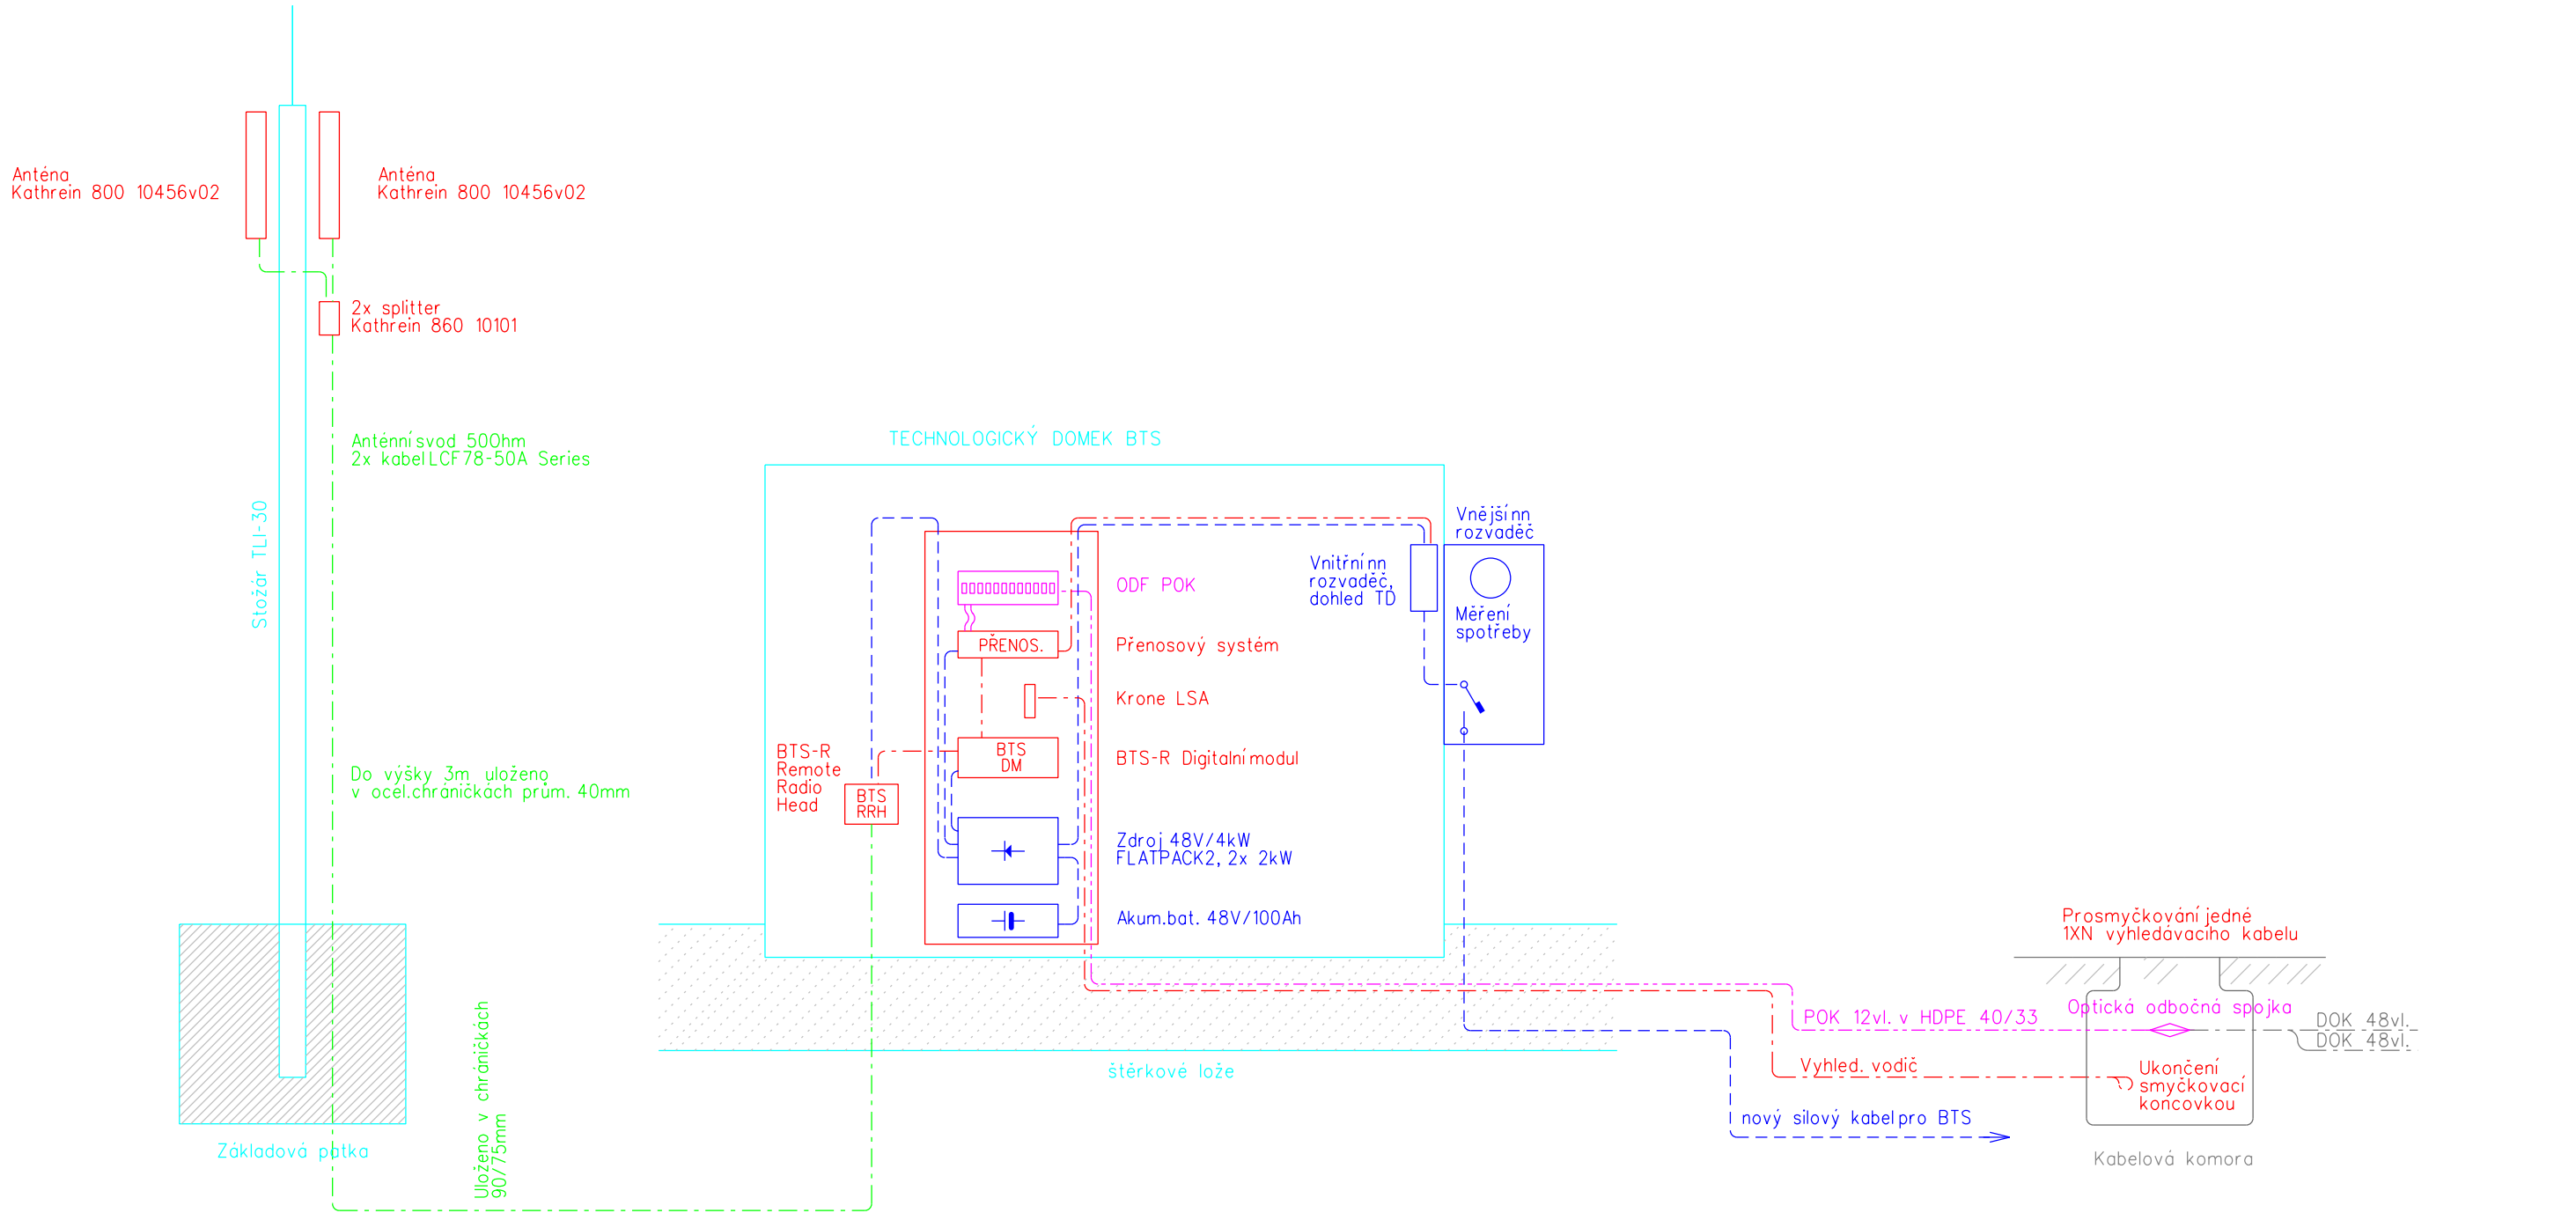 Anténa
Kathrein 800 10456v02
Anténa
Kathrein 800 10456v02
2x splitter
Kathrein 860 10101
Anténní svod 50Ohm
2x kabel LCF78-50A Series
Stožár TL1-30
Do výšky 3m uloženo
v ocel.chráničkách prům. 40mm
Základová patka
Uloženo v chráničkách
90/75mm
TECHNOLOGICKÝ DOMEK BTS
ODF POK
PŘENOS.
Přenosový systém
Krone LSA
BTS
DM
BTS-R Digitalní modul
BTS-R
Remote
Radio
Head
BTS
RRH
Zdroj 48V/4kW
FLATPACK2, 2x 2kW
Akum.bat. 48V/100Ah
Vnitřní nn
rozvaděč,
dohled TD
Vnější nn
rozvaděč
Měření
spotřeby
štěrkové lože
Prosmyčkování jedné
1XN vyhledávacího kabelu
Optická odbočná spojka
POK 12vl. v HDPE 40/33
DOK 48vl.
DOK 48vl.
Vyhled. vodič
Ukončení
smyčkovací
koncovkou
nový silový kabel pro BTS
Kabelová komora